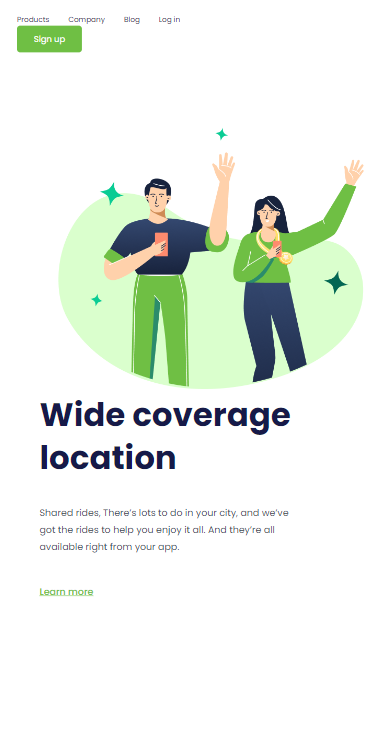 Products Company Blog Log in
Sign up
Wide coverage
location
Shared rides, There's lots to do in your city, and we've
got the rides to help you enjoy it all. And they're all
available right from your app.
Learn more